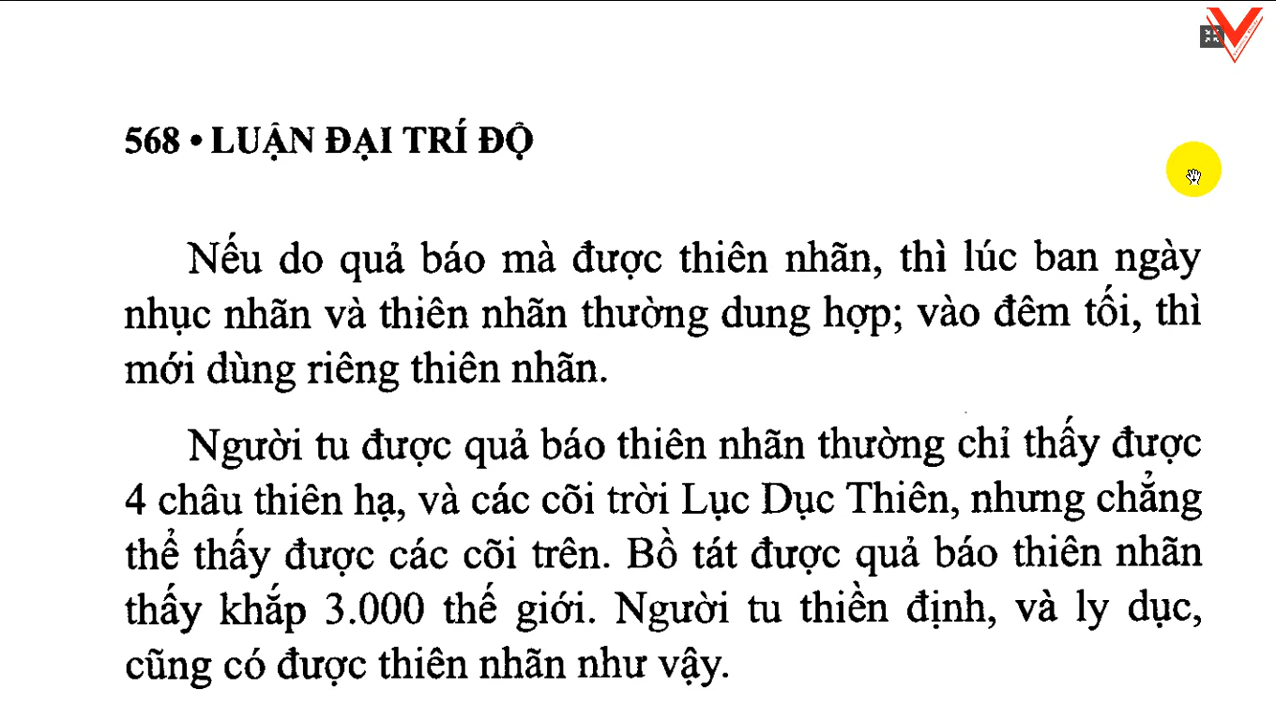 568 • LUẬN ĐẠI TRÍ ĐỘ
Nếu do quả báo mà được thiên nhãn, thì lúc ban ngày
nhục nhãn và thiên nhãn thường dung hợp; vào đêm tối, thì
mới dùng riêng thiên nhãn.
Người tu được quả báo thiên nhãn thường chỉ thấy được
4 châu thiên hạ, và các cõi trời Lục Dục Thiên, nhưng chẳng
thể thấy được các cõi trên. Bồ tát được quả báo thiên nhãn
thấy khắp 3.000 thế giới. Người tu thiền định, và ly dục,
cũng có được thiên nhãn như vậy.